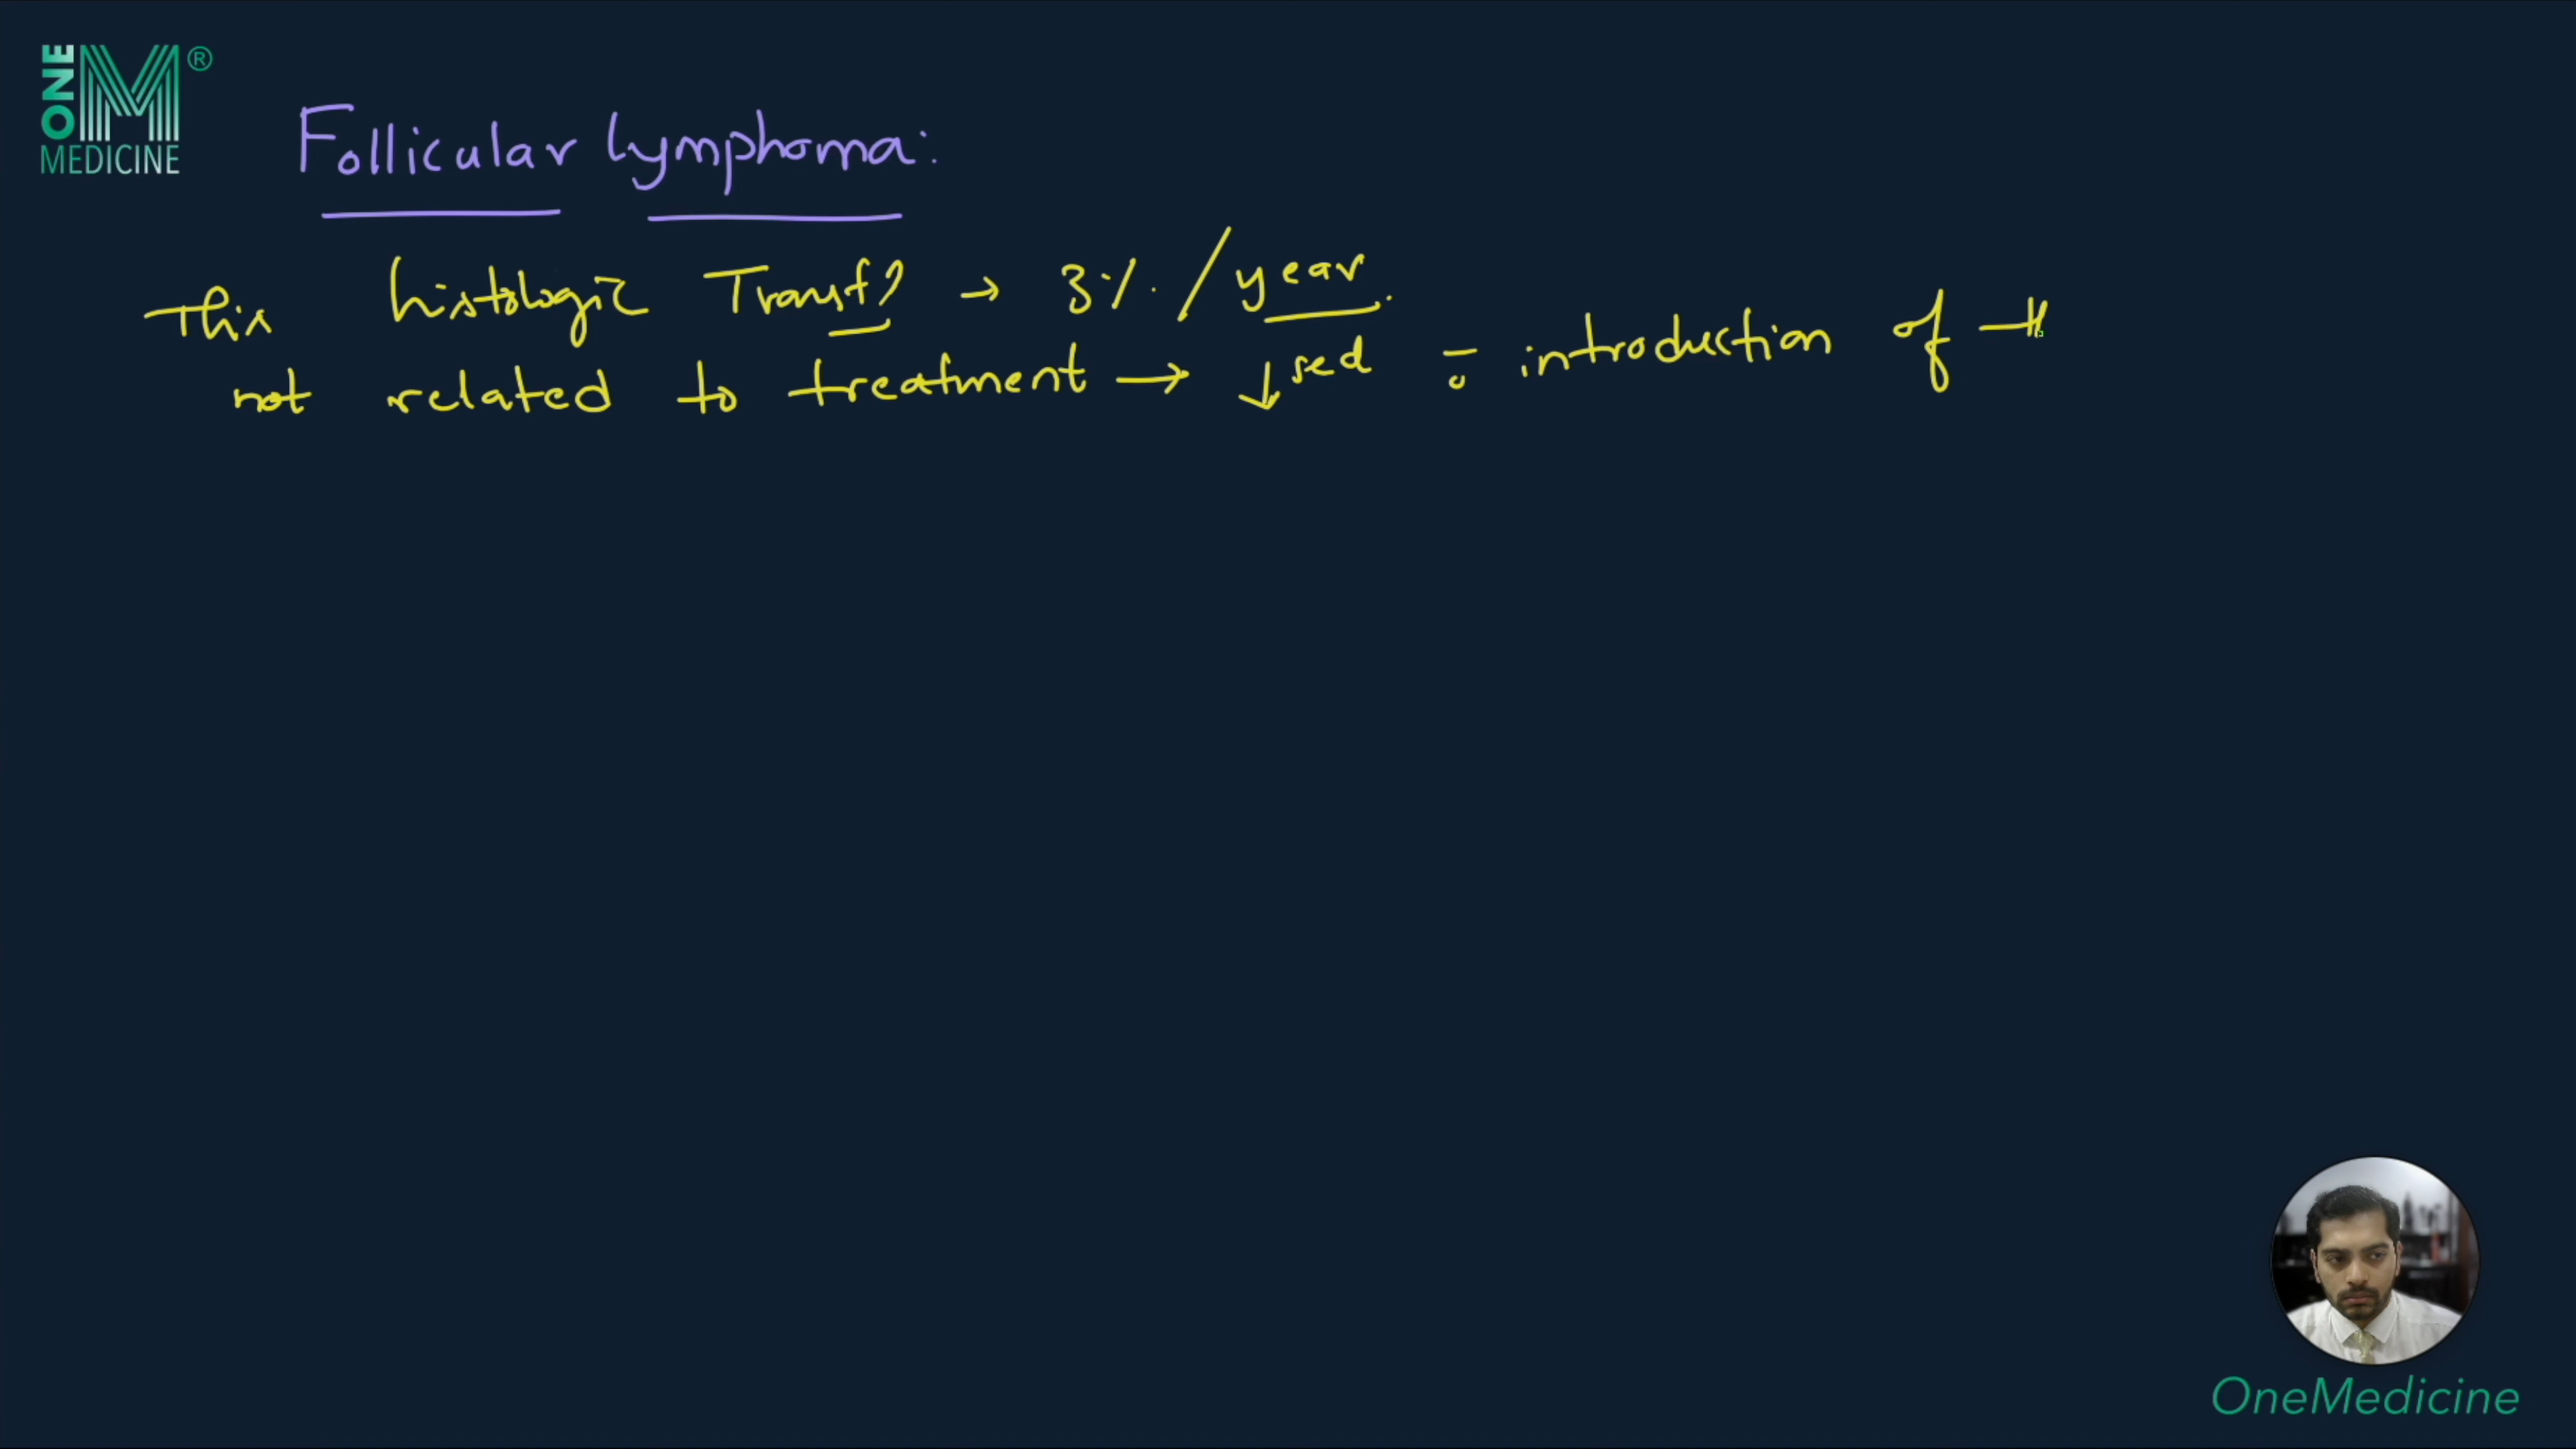 ONE
MEDICINE
M®
Follicular lymphoma:
This histologic Transf? → 3% / year.
not related to treatment → ↓sed introduction of
OneMedicine